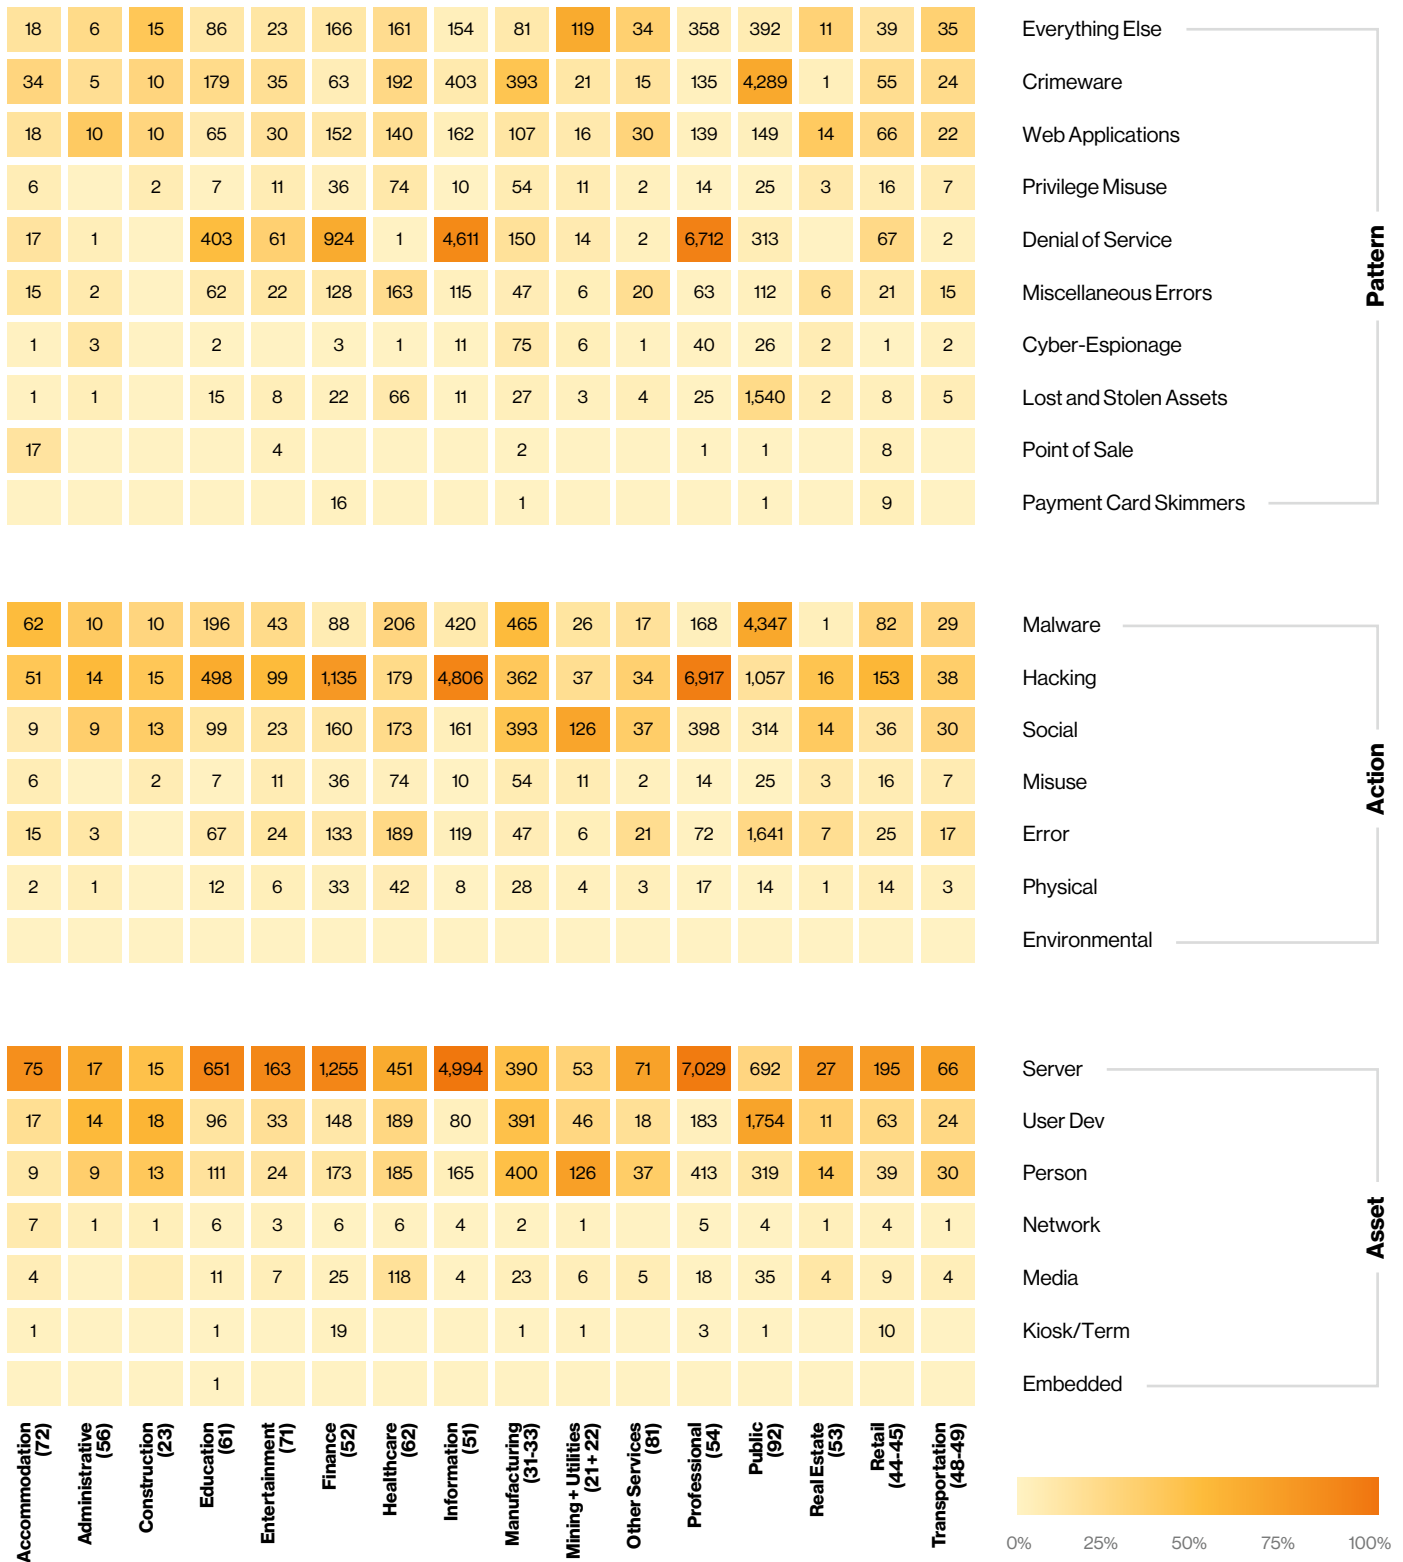 18 6 15 86 23 166 161 154 81 119 34 358 392 11 39 35 Everything Else
34 5 10 179 35 63 192 403 393 21 15 135 4,289 1 55 24 Crimeware
18 10 10 65 30 152 140 162 107 16 30 139 149 14 66 22 Web Applications
6 2 7 11 36 74 10 54 11 2 14 25 3 16 7 Privilege Misuse
17 1 403 61 924 1 4,611 150 14 2 6,712 313 67 2 Denial of Service
15 2 62 22 128 163 115 47 6 20 63 112 6 21 15 Miscellaneous Errors
1 3 2 3 1 11 75 6 1 40 26 2 1 2 Cyber-Espionage
1 1 15 8 22 66 11 27 3 4 25 1,540 2 8 5 Lost and Stolen Assets
17 4 2 1 1 8 Point of Sale
16 1 1 9 Payment Card Skimmers
Pattern
62 10 10 196 43 88 206 420 465 26 17 168 4,347 1 82 29 Malware
51 14 15 498 99 1,135 179 4,806 362 37 34 6,917 1,057 16 153 38 Hacking
9 9 13 99 23 160 173 161 393 126 37 398 314 14 36 30 Social
6 2 7 11 36 74 10 54 11 2 14 25 3 16 7 Misuse
15 3 67 24 133 189 119 47 6 21 72 1,641 7 25 17 Error
2 1 12 6 33 42 8 28 4 3 17 14 1 14 3 Physical
Environmental
Action
75 17 15 651 163 1,255 451 4,994 390 53 71 7,029 692 27 195 66 Server
17 14 18 96 33 148 189 80 391 46 18 183 1,754 11 63 24 User Dev
9 9 13 111 24 173 185 165 400 126 37 413 319 14 39 30 Person
7 1 1 6 3 6 6 4 2 1 5 4 1 4 1 Network
4 11 7 25 118 4 23 6 5 18 35 4 9 4 Media
1 1 19 1 1 3 1 10 Kiosk/Term
1 Embedded
Asset
Accommodation
(72)
Administrative
(56)
Construction
(23)
Education
(61)
Entertainment
(71)
Finance
(52)
Healthcare
(62)
Information
(51)
Manufacturing
(31-33)
Mining + Utilities
(21+ 22)
Other Services
(81)
Professional
(54)
Public
(92)
Real Estate
(53)
Retail
(44-45)
Transportation
(48-49)
0% 25% 50% 75% 100%